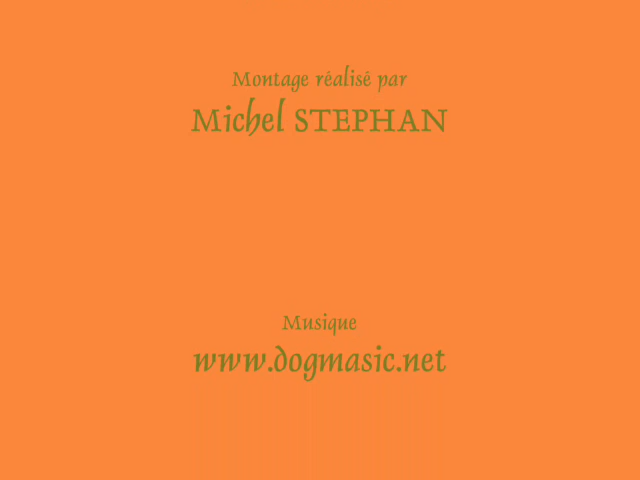 Montage réalisé par
Michel STEPHAN
Musique
www.dogmasic.net